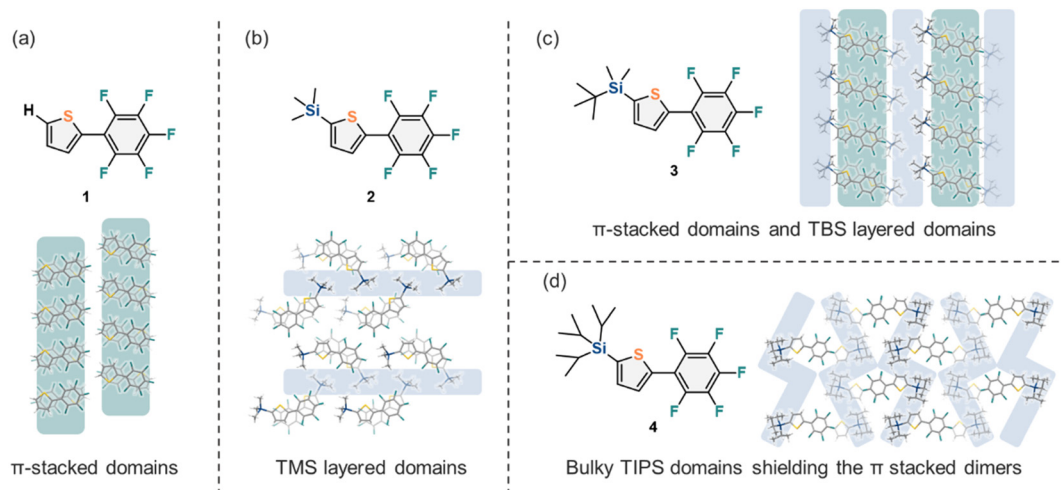 (a)
H
S
F
F
F
F
F
1
π-stacked domains
(b)
Si
S
F
F
F
F
F
2
TMS layered domains
(c)
Si
S
F
F
F
F
F
3
π-stacked domains and TBS layered domains
(d)
Si
S
F
F
F
F
F
4
Bulky TIPS domains shielding the π stacked dimers